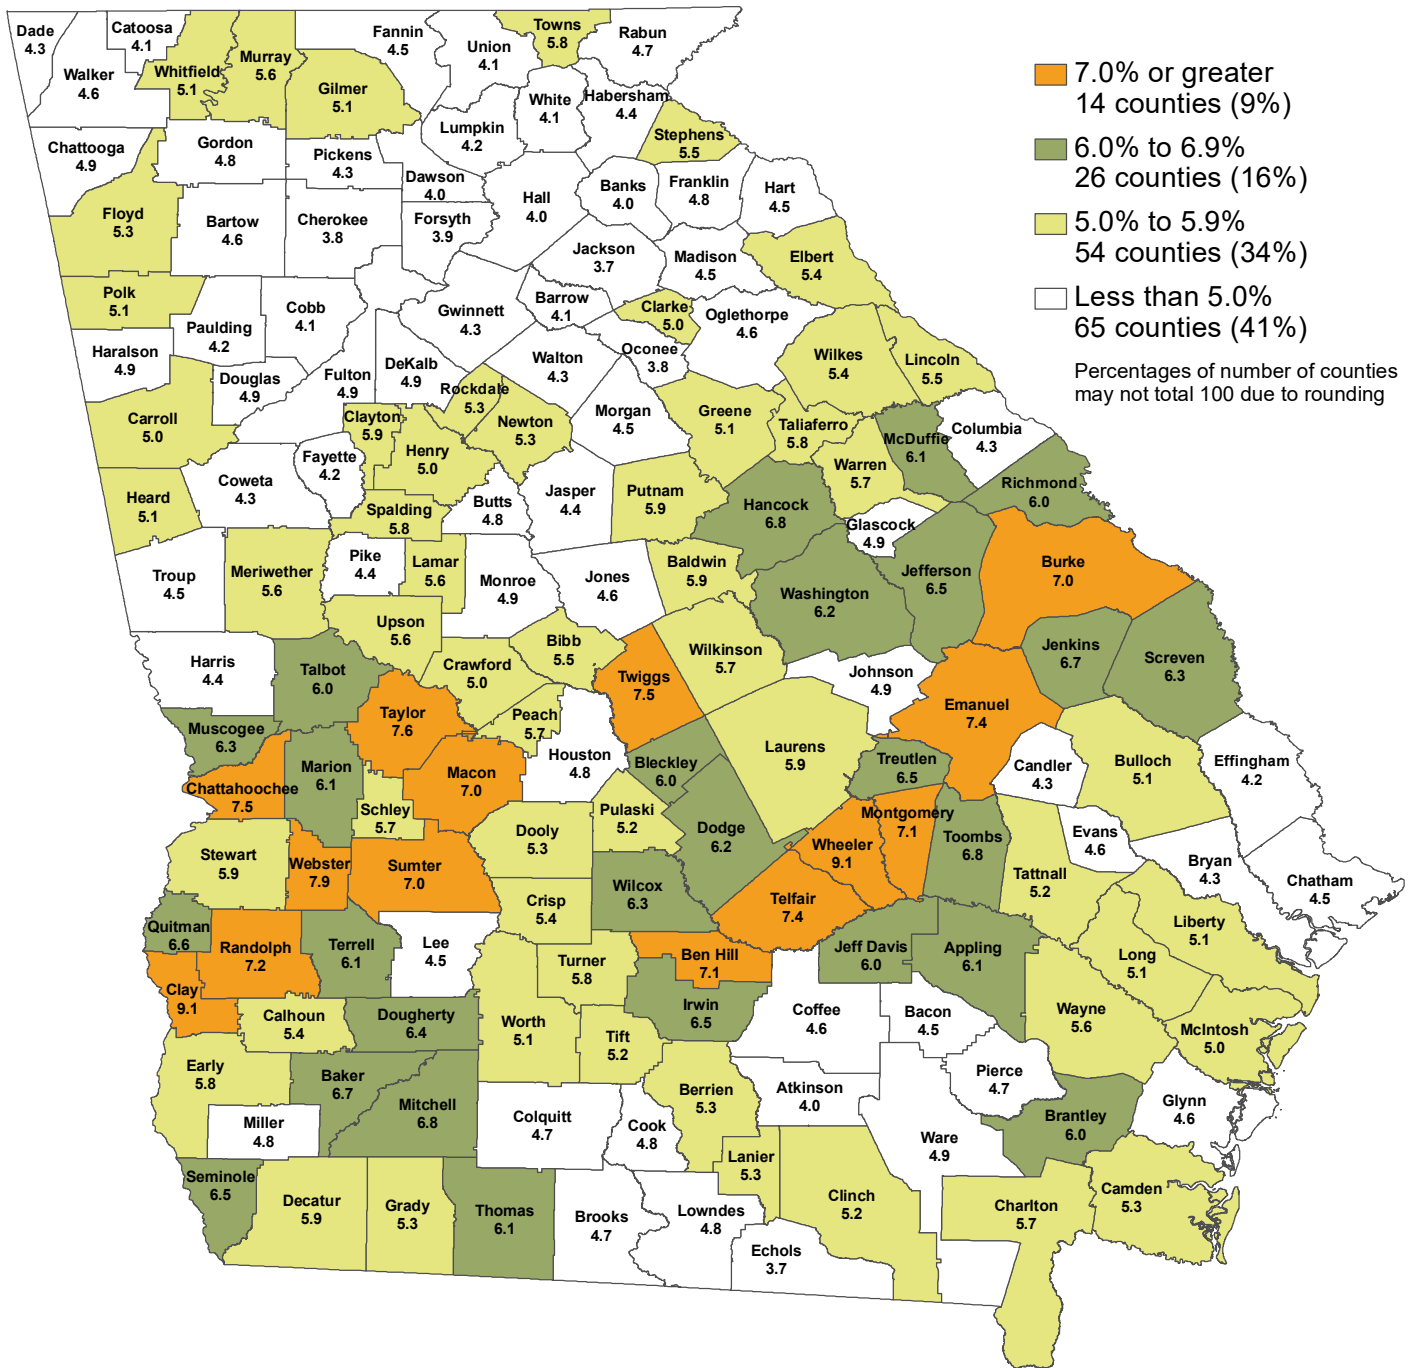 Dade
4.3
Catoosa
4.1
Walker
4.6
Whitfield
5.1
Murray
5.6
Gilmer
5.1
Fannin
4.5
Union
4.1
Towns
5.8
Rabun
4.7
White
4.1
Habersham
4.4
Lumpkin
4.2
Stephens
5.5
Chattooga
4.9
Gordon
4.8
Pickens
4.3
Dawson
4.0
Hall
4.0
Banks
4.0
Franklin
4.8
Hart
4.5
Floyd
5.3
Bartow
4.6
Cherokee
3.8
Forsyth
3.9
Jackson
3.7
Madison
4.5
Elbert
5.4
Polk
5.1
Paulding
4.2
Cobb
4.1
Gwinnett
4.3
Barrow
4.1
Clarke
5.0
Oglethorpe
4.6
Haralson
4.9
Douglas
4.9
Fulton
4.9
DeKalb
4.9
Rockdale
5.3
Walton
4.3
Oconee
3.8
Wilkes
5.4
Lincoln
5.5
Carroll
5.0
Clayton
5.9
Henry
5.0
Newton
5.3
Morgan
4.5
Greene
5.1
Taliaferro
5.8
McDuffie
6.1
Columbia
4.3
Heard
5.1
Coweta
4.3
Fayette
4.2
Spalding
5.8
Butts
4.8
Jasper
4.4
Putnam
5.9
Hancock
6.8
Warren
5.7
Richmond
6.0
Glascock
4.9
Troup
4.5
Meriwether
5.6
Pike
4.4
Lamar
5.6
Monroe
4.9
Jones
4.6
Baldwin
5.9
Washington
6.2
Jefferson
6.5
Burke
7.0
Harris
4.4
Talbot
6.0
Upson
5.6
Crawford
5.0
Bibb
5.5
Twiggs
7.5
Wilkinson
5.7
Johnson
4.9
Emanuel
7.4
Jenkins
6.7
Screven
6.3
Muscogee
6.3
Taylor
7.6
Peach
5.7
Houston
4.8
Bleckley
6.0
Laurens
5.9
Treutlen
6.5
Candler
4.3
Bulloch
5.1
Effingham
4.2
Chattahoochee
7.5
Marion
6.1
Schley
5.7
Macon
7.0
Dooly
5.3
Pulaski
5.2
Dodge
6.2
Wheeler
9.1
Montgomery
7.1
Toombs
6.8
Evans
4.6
Bryan
4.3
Chatham
4.5
Stewart
5.9
Webster
7.9
Sumter
7.0
Crisp
5.4
Wilcox
6.3
Telfair
7.4
Tattnall
5.2
Liberty
5.1
Quitman
6.6
Randolph
7.2
Terrell
6.1
Lee
4.5
Turner
5.8
Ben Hill
7.1
Jeff Davis
6.0
Appling
6.1
Long
5.1
Clay
9.1
Calhoun
5.4
Dougherty
6.4
Worth
5.1
Tift
5.2
Irwin
6.5
Coffee
4.6
Bacon
4.5
Wayne
5.6
McIntosh
5.0
Early
5.8
Baker
6.7
Mitchell
6.8
Colquitt
4.7
Cook
4.8
Berrien
5.3
Atkinson
4.0
Pierce
4.7
Brantley
6.0
Glynn
4.6
Miller
4.8
Ware
4.9
Seminole
6.5
Decatur
5.9
Grady
5.3
Thomas
6.1
Brooks
4.7
Lowndes
4.8
Lanier
5.3
Echols
3.7
Clinch
5.2
Charlton
5.7
Camden
5.3
7.0% or greater
14 counties (9%)
6.0% to 6.9%
26 counties (16%)
5.0% to 5.9%
54 counties (34%)
Less than 5.0%
65 counties (41%)
Percentages of number of counties
may not total 100 due to rounding